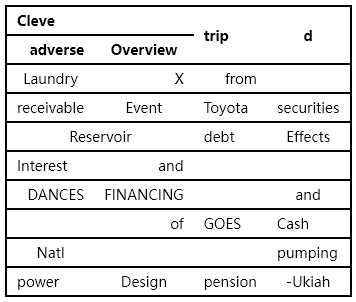 Cleve trip d
adverse Overview
Laundry X from
receivable Event Toyota securities
Reservoir debt Effects
Interest and
DANCES FINANCING and
of GOES Cash
Natl pumping
power Design pension -Ukiah